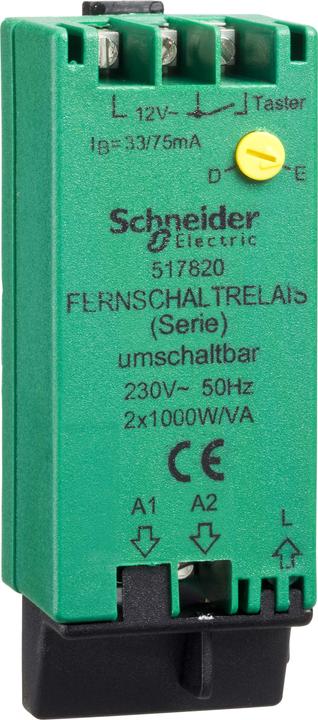 L 12V~ Taster
IB=33/75mA
D E
Schneider
Electric
517820
FERNSCHALTRELAIS
(Serie)
umschaltbar
230V~ 50Hz
2x1000W/VA
CE
A1 A2 L